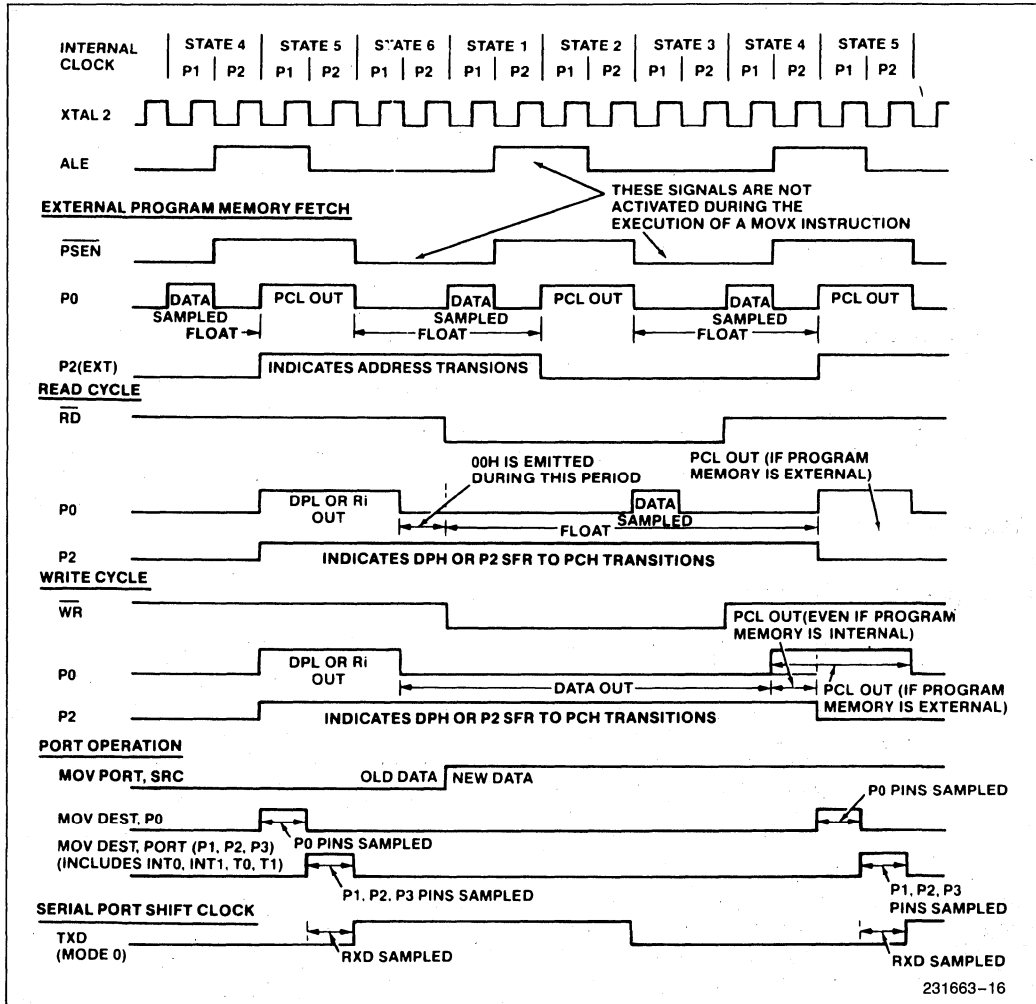 INTERNAL CLOCK
STATE 4 STATE 5 STATE 6 STATE 1 STATE 2 STATE 3 STATE 4 STATE 5
P1 P2 P1 P2 P1 P2 P1 P2 P1 P2 P1 P2 P1 P2 P1 P2
XTAL 2
ALE
THESE SIGNALS ARE NOT
ACTIVATED DURING THE
EXECUTION OF A MOVX INSTRUCTION
EXTERNAL PROGRAM MEMORY FETCH
PSEN
P0
DATA PCL OUT DATA PCL OUT DATA PCL OUT
SAMPLED SAMPLED SAMPLED
FLOAT FLOAT FLOAT
P2(EXT)
INDICATES ADDRESS TRANSIONS
READ CYCLE
RD
00H IS EMITTED
DURING THIS PERIOD
PCL OUT (IF PROGRAM
MEMORY IS EXTERNAL)
P0
DPL OR Ri
OUT
DATA
SAMPLED
FLOAT
P2
INDICATES DPH OR P2 SFR TO PCH TRANSITIONS
WRITE CYCLE
WR
PCL OUT(EVEN IF PROGRAM
MEMORY IS INTERNAL)
P0
DPL OR Ri
OUT
DATA OUT
PCL OUT (IF PROGRAM
MEMORY IS EXTERNAL)
P2
INDICATES DPH OR P2 SFR TO PCH TRANSITIONS
PORT OPERATION
MOV PORT, SRC
OLD DATA NEW DATA
P0 PINS SAMPLED
MOV DEST, P0
P0 PINS SAMPLED
MOV DEST, PORT (P1, P2, P3)
(INCLUDES INT0, INT1, T0, T1)
P1, P2, P3 PINS SAMPLED
P1, P2, P3
PINS SAMPLED
SERIAL PORT SHIFT CLOCK
TXD
(MODE 0)
RXD SAMPLED
RXD SAMPLED
231663-16